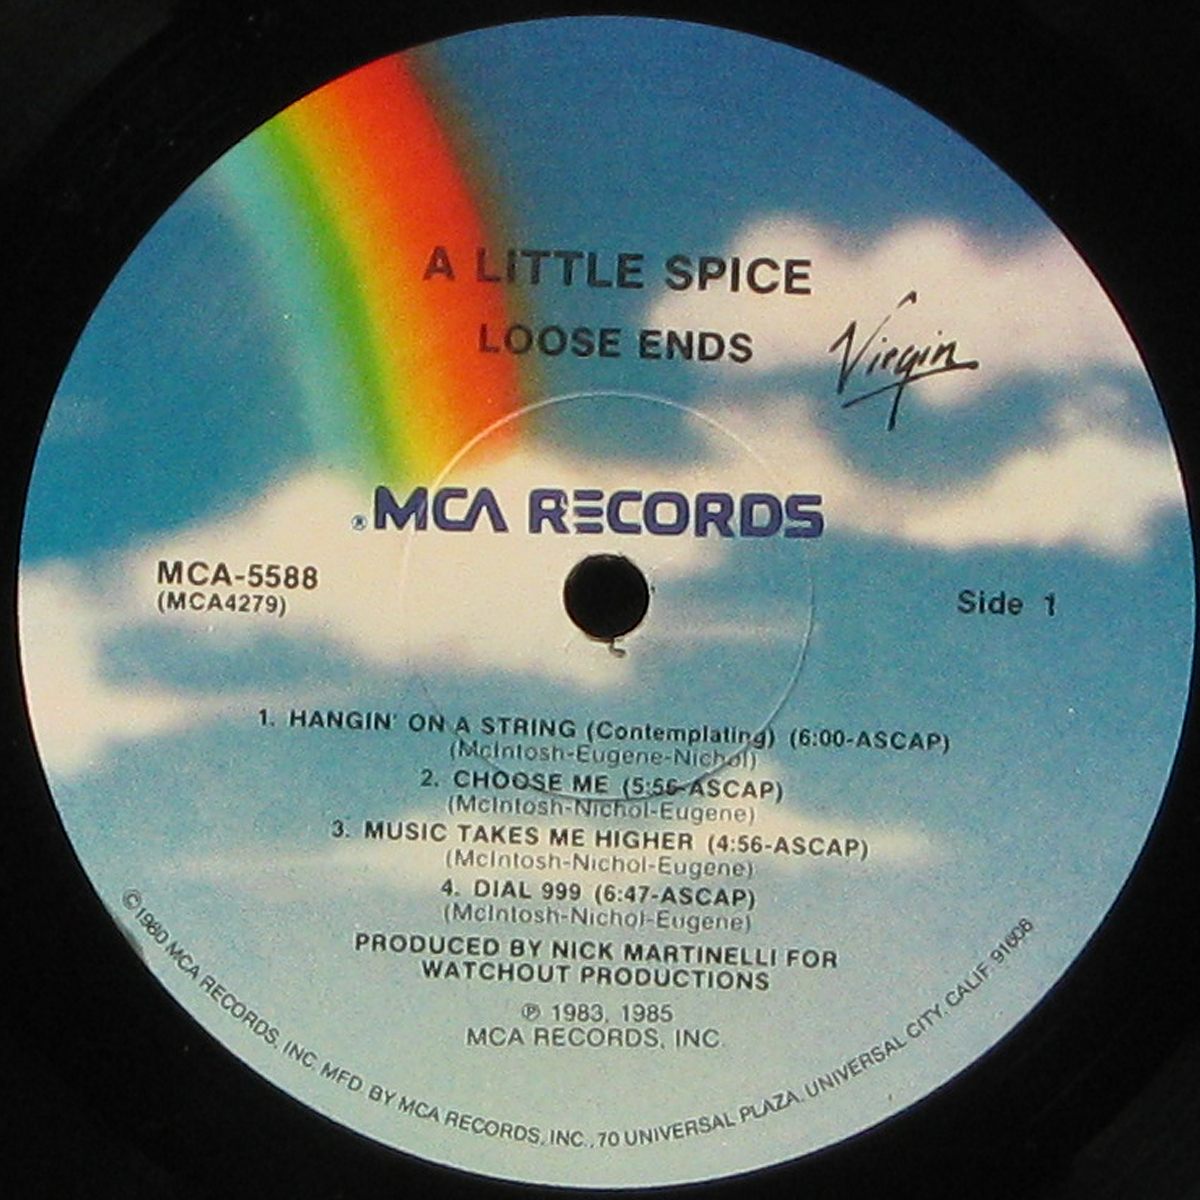 A LITTLE SPICE
LOOSE ENDS
Virgin
® MCA RECORDS
MCA-5588
(MCA4279)
Side 1
1. HANGIN' ON A STRING (Contemplating) (6:00-ASCAP)
(McIntosh-Eugene-Nichol)
2. CHOOSE ME (5:56-ASCAP)
(McIntosh-Nichol-Eugene)
3. MUSIC TAKES ME HIGHER (4:56-ASCAP)
(McIntosh-Nichol-Eugene)
4. DIAL 999 (6:47-ASCAP)
(McIntosh-Nichol-Eugene)
PRODUCED BY NICK MARTINELLI FOR
WATCHOUT PRODUCTIONS
℗ 1983, 1985
MCA RECORDS, INC.
©1980 MCA RECORDS, INC. MFD. BY MCA RECORDS, INC., 70 UNIVERSAL PLAZA, UNIVERSAL CITY, CALIF. 91608